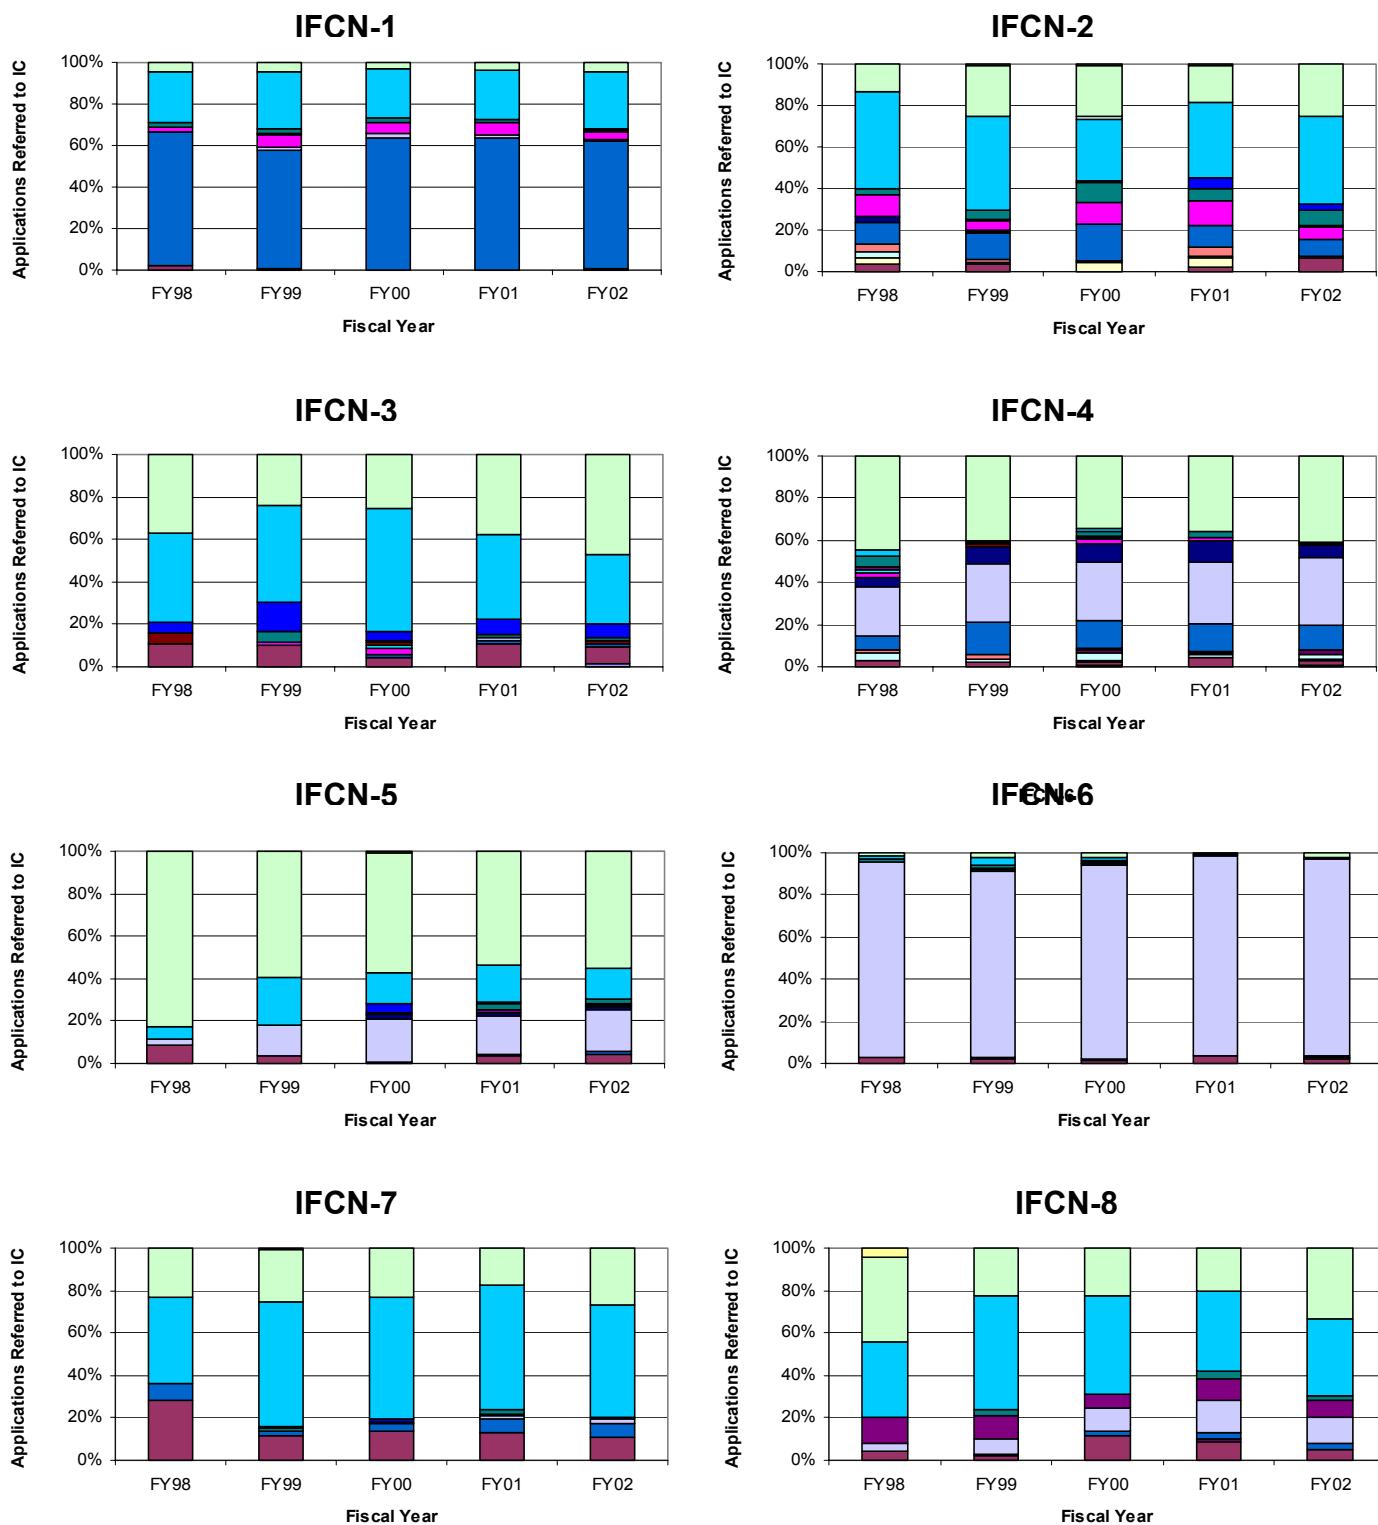 IFCN-1
Applications Referred to IC
100%
80%
60%
40%
20%
0%
FY98 FY99 FY00 FY01 FY02
Fiscal Year
IFCN-2
Applications Referred to IC
100%
80%
60%
40%
20%
0%
FY98 FY99 FY00 FY01 FY02
Fiscal Year
IFCN-3
Applications Referred to IC
100%
80%
60%
40%
20%
0%
FY98 FY99 FY00 FY01 FY02
Fiscal Year
IFCN-4
Applications Referred to IC
100%
80%
60%
40%
20%
0%
FY98 FY99 FY00 FY01 FY02
Fiscal Year
IFCN-5
Applications Referred to IC
100%
80%
60%
40%
20%
0%
FY98 FY99 FY00 FY01 FY02
Fiscal Year
IFCN-6
IFCN-6
Applications Referred to IC
100%
80%
60%
40%
20%
0%
FY98 FY99 FY00 FY01 FY02
Fiscal Year
IFCN-7
Applications Referred to IC
100%
80%
60%
40%
20%
0%
FY98 FY99 FY00 FY01 FY02
Fiscal Year
IFCN-8
Applications Referred to IC
100%
80%
60%
40%
20%
0%
FY98 FY99 FY00 FY01 FY02
Fiscal Year